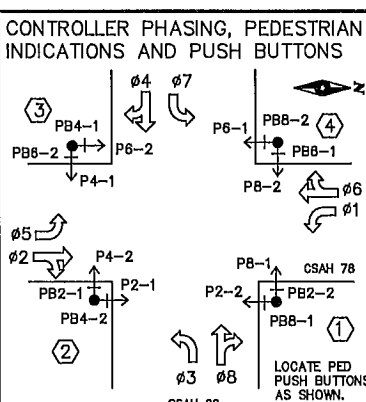 CONTROLLER PHASING, PEDESTRIAN
INDICATIONS AND PUSH BUTTONS
ø4 ø7
3
PB4-1
PB6-2
P6-2
P4-1
N
PB8-2
P6-1
4
PB6-1
P8-2
ø6
ø1
ø5
ø2
P4-2
PB2-1
P2-1
PB4-2
2
P8-1
CSAH 78
P2-2
PB2-2
PB8-1
1
ø3 ø8
LOCATE PED
PUSH BUTTONS
AS SHOWN.